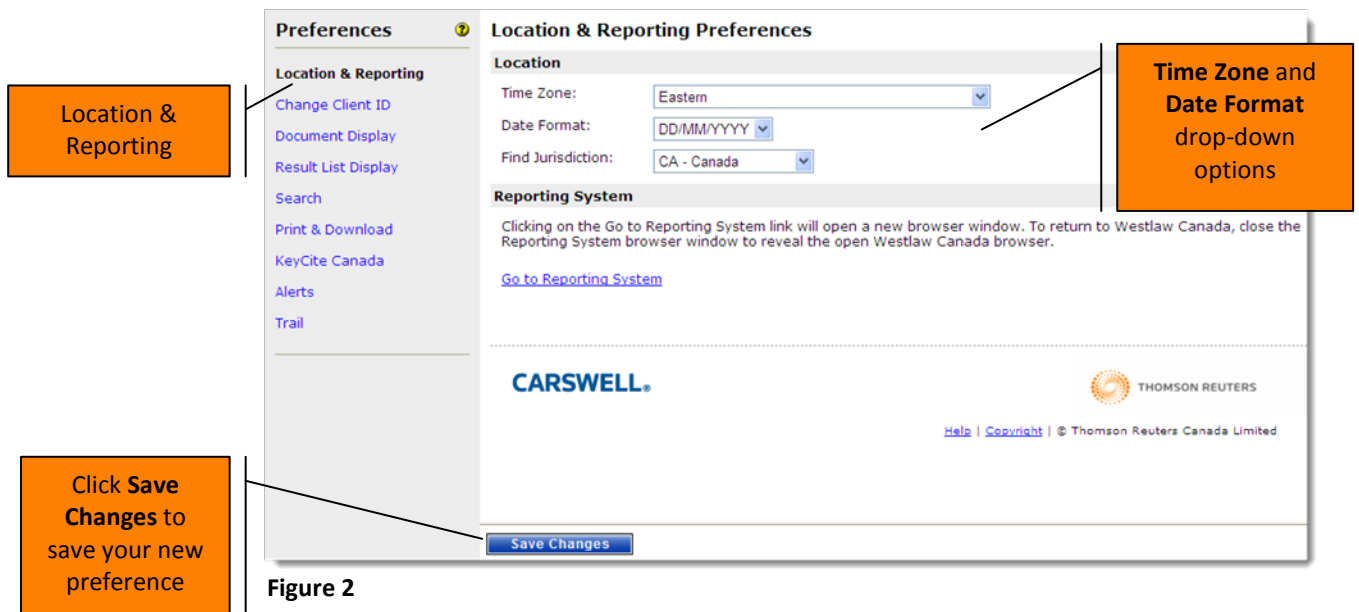 Preferences
Location & Reporting
Change Client ID
Document Display
Result List Display
Search
Print & Download
KeyCite Canada
Alerts
Trail
Location & Reporting Preferences
Location
Time Zone: Eastern
Date Format: DD/MM/YYYY
Find Jurisdiction: CA - Canada
Reporting System
Clicking on the Go to Reporting System link will open a new browser window. To return to Westlaw Canada, close the
Reporting System browser window to reveal the open Westlaw Canada browser.
Go to Reporting System
CARSWELL®
THOMSON REUTERS
Help | Copyright | © Thomson Reuters Canada Limited
Save Changes
Location &
Reporting
Time Zone and
Date Format
drop-down
options
Click Save
Changes to
save your new
preference
Figure 2